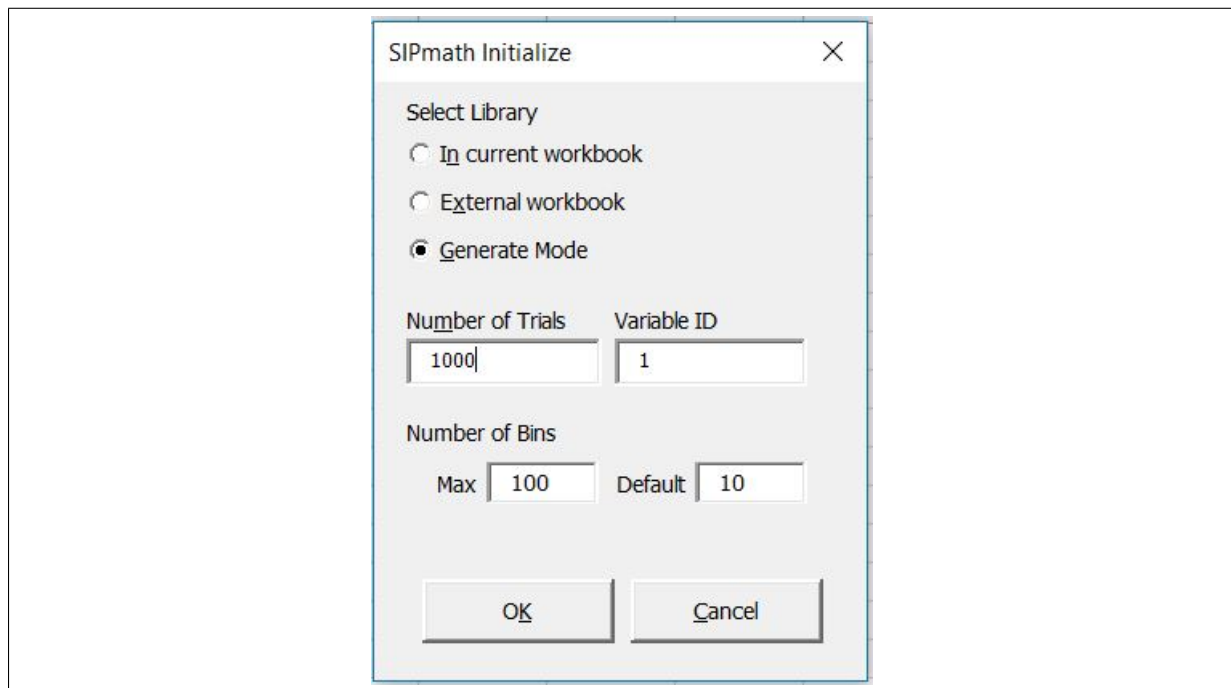 SIPmath Initialize
Select Library
In current workbook
External workbook
Generate Mode
Number of Trials Variable ID
1000 1
Number of Bins
Max 100 Default 10
OK Cancel